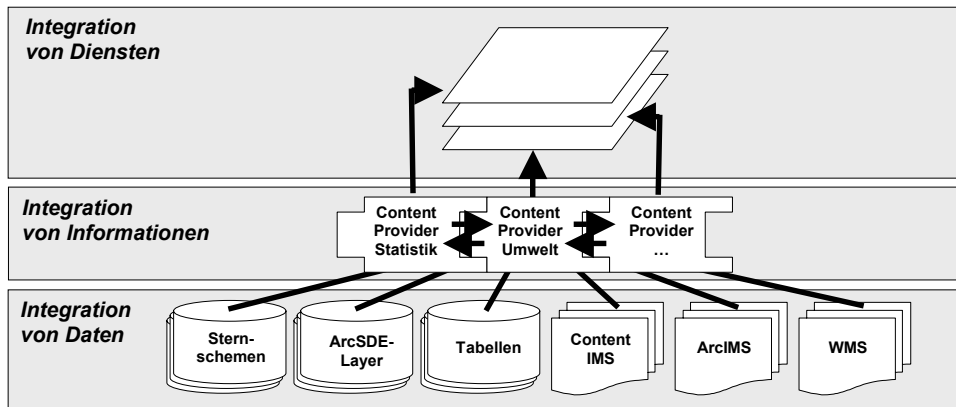 Integration
von Diensten
Integration
von Informationen
Content
Provider
Statistik
Content
Provider
Umwelt
Content
Provider
…
Integration
von Daten
Stern-
schemen
ArcSDE-
Layer
Tabellen
Content
IMS
ArcIMS
WMS